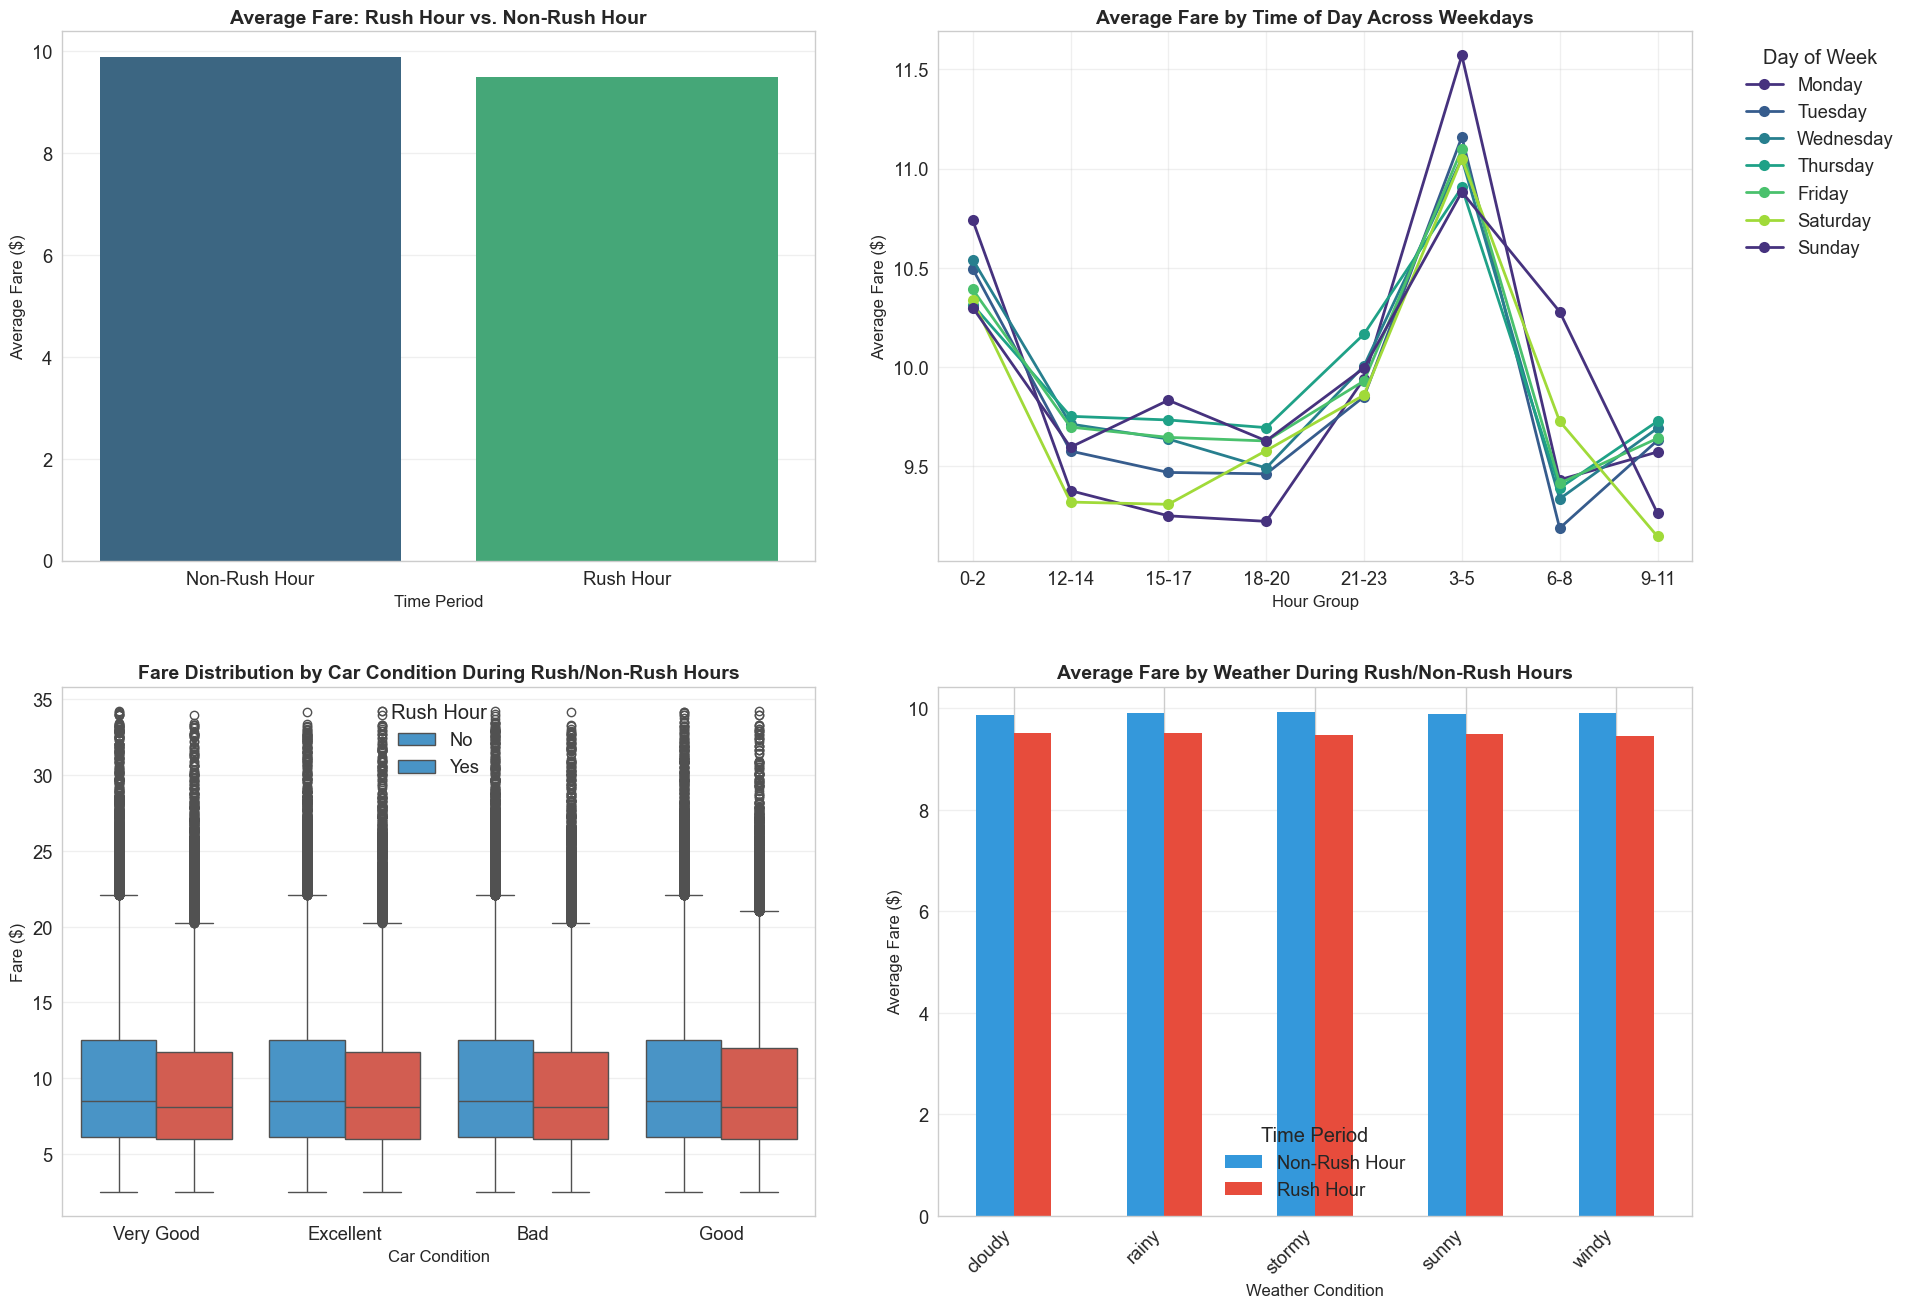 Average Fare: Rush Hour vs. Non-Rush Hour
10
8
6
4
2
0
Average Fare ($)
Non-Rush Hour
Rush Hour
Time Period
Average Fare by Time of Day Across Weekdays
11.5
11.0
10.5
10.0
9.5
Average Fare ($)
0-2
12-14
15-17
18-20
21-23
3-5
6-8
9-11
Hour Group
Day of Week
Monday
Tuesday
Wednesday
Thursday
Friday
Saturday
Sunday
Fare Distribution by Car Condition During Rush/Non-Rush Hours
35
30
25
20
15
10
5
Fare ($)
Rush Hour
No
Yes
Very Good
Excellent
Bad
Good
Car Condition
Average Fare by Weather During Rush/Non-Rush Hours
10
8
6
4
2
0
Average Fare ($)
Time Period
Non-Rush Hour
Rush Hour
cloudy
rainy
stormy
sunny
windy
Weather Condition